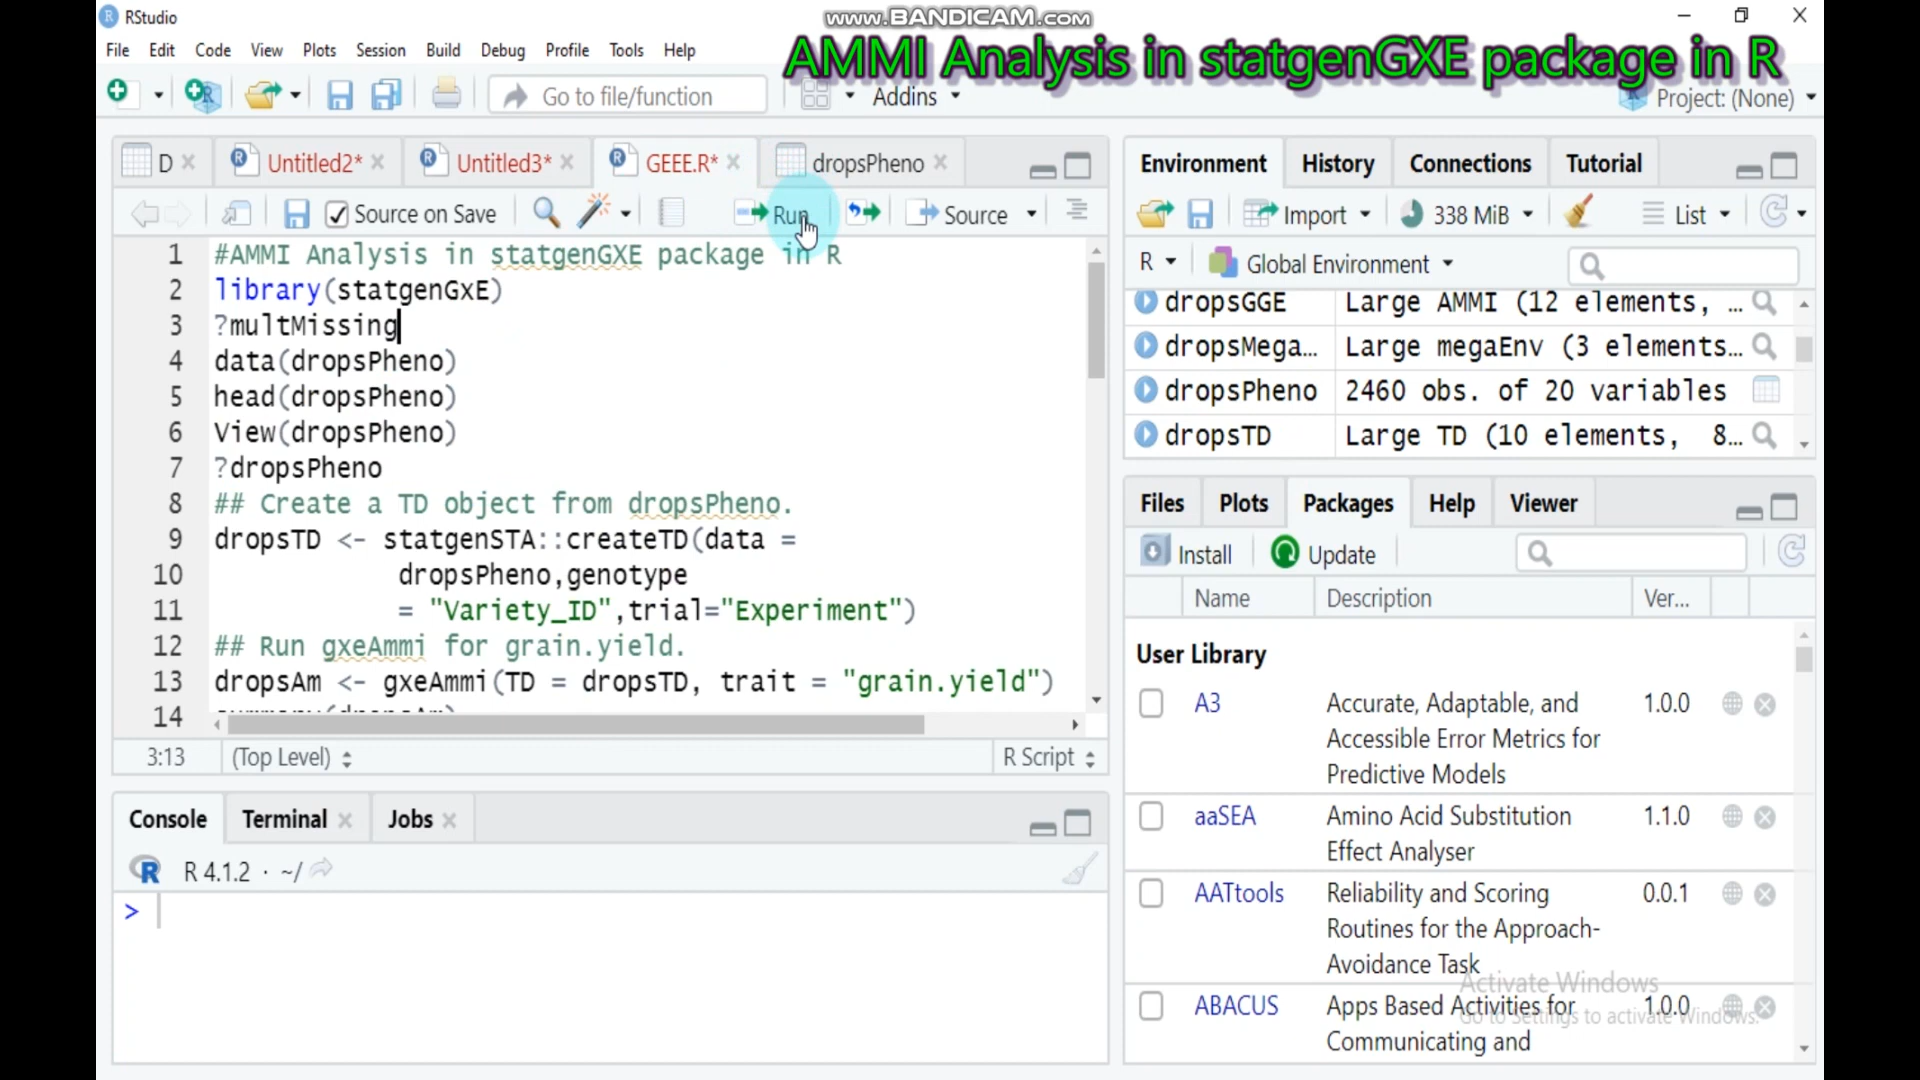 RStudio
www.BANDICAM.com
File Edit Code View Plots Session Build Debug Profile Tools Help
AMMI Analysis in statgenGXE package in R
Go to file/function
Addins
Project: (None)
D
Untitled2*
Untitled3*
GEEE.R*
dropsPheno
Source on Save
Run
Source
1 #AMMI Analysis in statgenGXE package in R
2 library(statgenGxE)
3 ?multMissing
4 data(dropsPheno)
5 head(dropsPheno)
6 View(dropsPheno)
7 ?dropsPheno
8 ## Create a TD object from dropsPheno.
9 dropsTD <- statgenSTA::createTD(data =
10 dropsPheno,genotype
11 = "Variety_ID",trial="Experiment")
12 ## Run gxeAmmi for grain.yield.
13 dropsAm <- gxeAmmi(TD = dropsTD, trait = "grain.yield")
14
3:13
(Top Level)
R Script
Console Terminal Jobs
R 4.1.2 · ~/
>
Environment History Connections Tutorial
Import
338 MiB
List
R
Global Environment
dropsGGE Large AMMI (12 elements, …
dropsMega… Large megaEnv (3 elements…
dropsPheno 2460 obs. of 20 variables
dropsTD Large TD (10 elements, 8…
Files Plots Packages Help Viewer
Install
Update
Name Description Ver...
User Library
A3 Accurate, Adaptable, and 1.0.0
Accessible Error Metrics for
Predictive Models
aaSEA Amino Acid Substitution 1.1.0
Effect Analyser
AATtools Reliability and Scoring 0.0.1
Routines for the Approach-
Avoidance Task
Activate Windows
ABACUS Apps Based Activities for 1.0.0
Go to Settings to activate Windows.
Communicating and